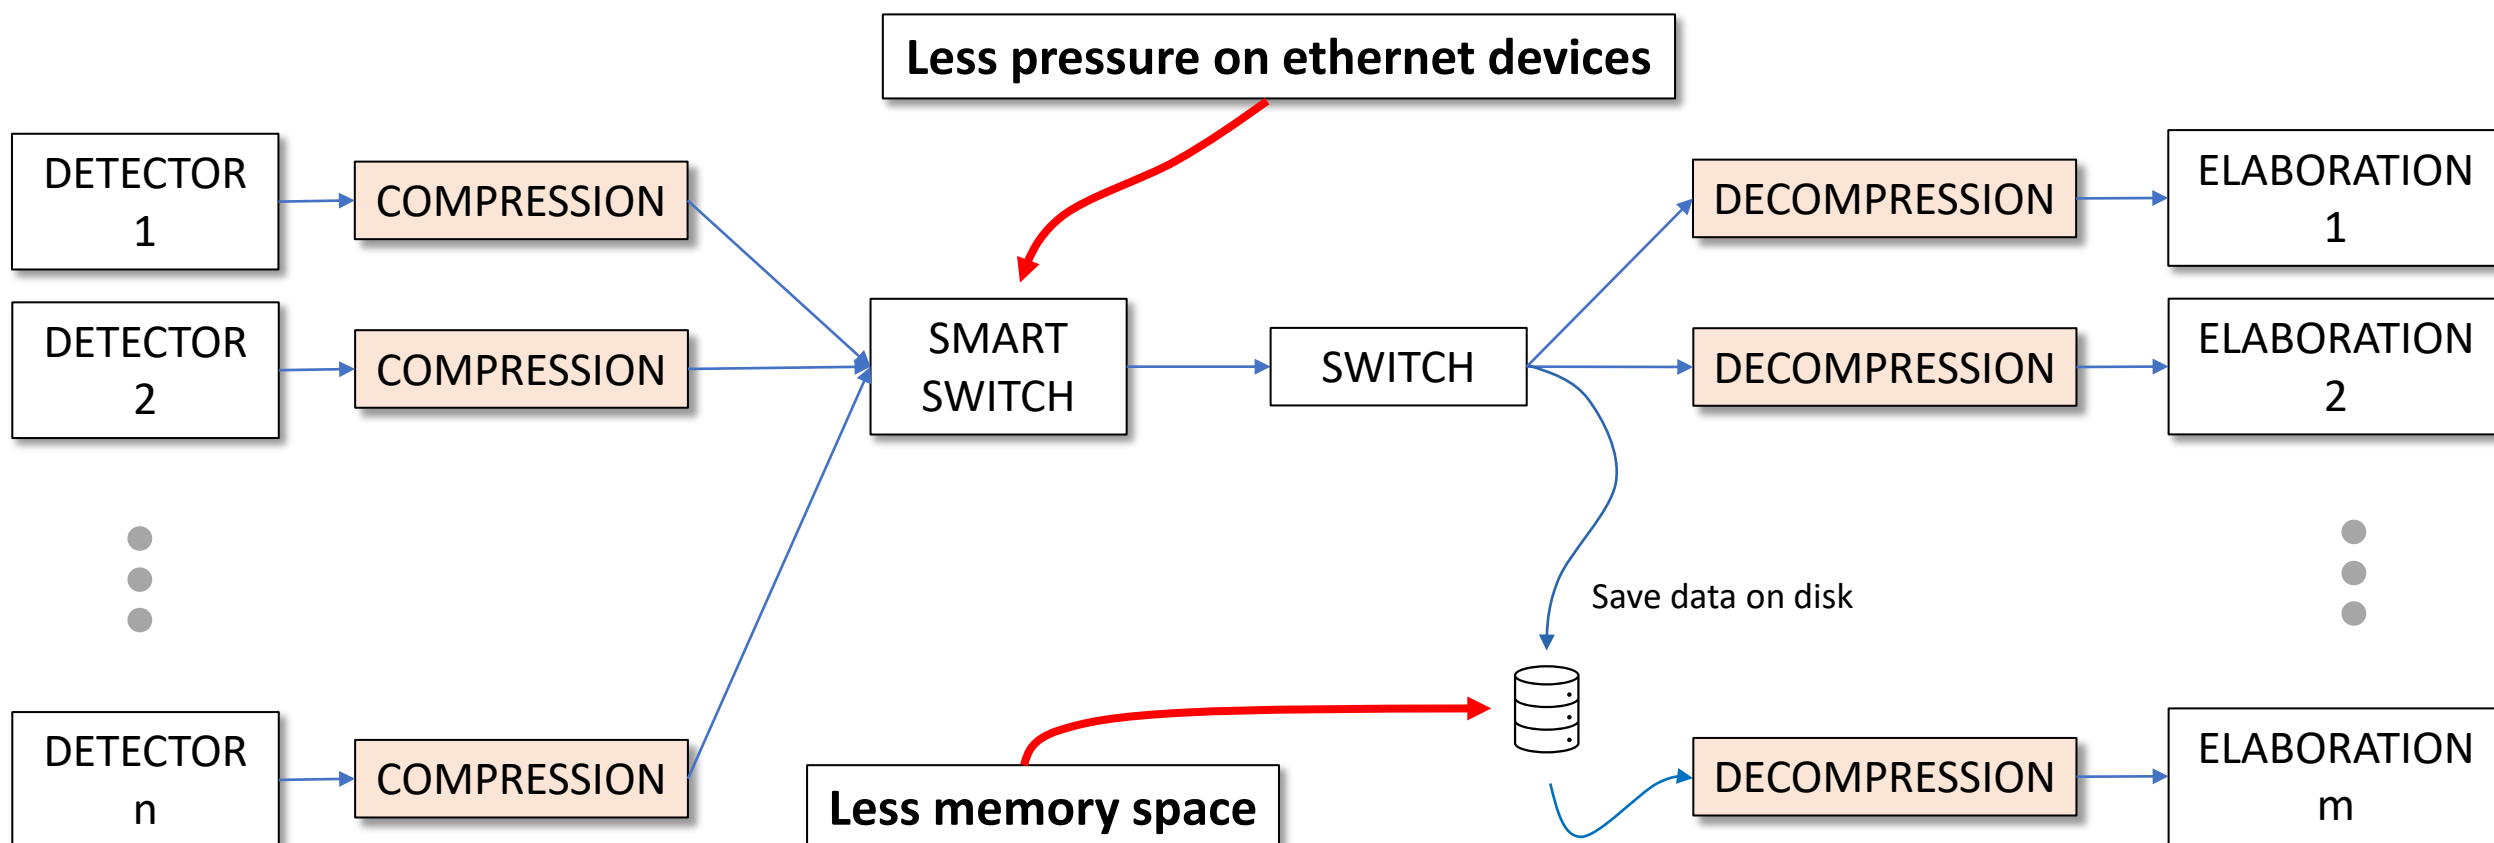 Less pressure on ethernet devices
DETECTOR
1
COMPRESSION
DECOMPRESSION
ELABORATION
1
DETECTOR
2
COMPRESSION
SMART
SWITCH
SWITCH
DECOMPRESSION
ELABORATION
2
Save data on disk
DETECTOR
n
COMPRESSION
Less memory space
DECOMPRESSION
ELABORATION
m